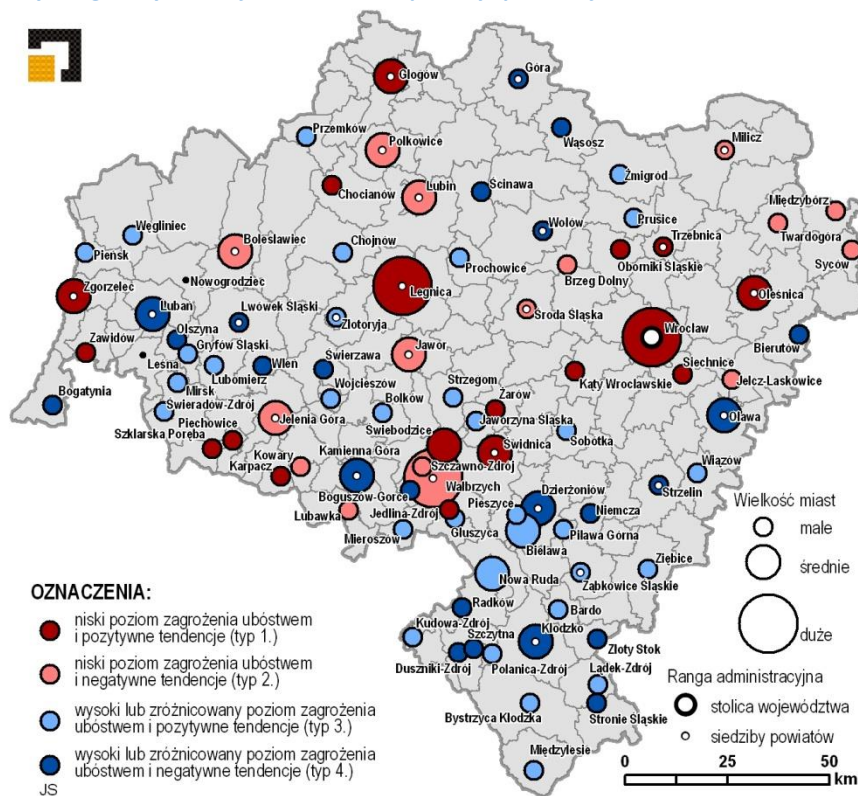 Głogów
Góra
Przemków
Polkowice
Wąsosz
Milicz
Żmigród
Chocianów
Lubin
Ścinawa
Międzybórz
Węgliniec
Prusice
Wołów
Twardogóra
Bolesławiec
Chojnów
Trzebnica
Pieńsk
Prochowice
Oborniki Śląskie
Syców
Brzeg Dolny
Nowogrodziec
Legnica
Oleśnica
Zgorzelec
Lubań
Lwówek Śląski
Złotoryja
Środa Śląska
Wrocław
Olszyna
Bierutów
Zawidów
Gryfów Śląski
Jawor
Leśna
Wleń
Świerzawa
Siechnice
Lubomierz
Kąty Wrocławskie
Jelcz-Laskowice
Mirsk
Wojcieszów
Strzegom
Żarów
Bogatynia
Świeradów-Zdrój
Bolków
Oława
Piechowice
Jelenia Góra
Jaworzyna Śląska
Szklarska Poręba
Świebodzice
Sobótka
Kamienna Góra
Świdnica
Kowary
Szczawno-Zdrój
Karpacz
Wiązów
Wałbrzych
Boguszów-Gorce
Dzierżoniów
Strzelin
Lubawka
Jedlina-Zdrój
Pieszyce
Niemcza
Mieroszów
Głuszyca
Piława Górna
Bielawa
Ziębice
Nowa Ruda
Ząbkowice Śląskie
Radków
Bardo
Kudowa-Zdrój
Szczytna
Kłodzko
Złoty Stok
Duszniki-Zdrój
Polanica-Zdrój
Lądek-Zdrój
Bystrzyca Kłodzka
Stronie Śląskie
Międzylesie
Wielkość miast
małe
średnie
duże
Ranga administracyjna
stolica województwa
siedziby powiatów
0 25 50
km
OZNACZENIA:
niski poziom zagrożenia ubóstwem
i pozytywne tendencje (typ 1.)
niski poziom zagrożenia ubóstwem
i negatywne tendencje (typ 2.)
wysoki lub zróżnicowany poziom zagrożenia
ubóstwem i pozytywne tendencje (typ 3.)
wysoki lub zróżnicowany poziom zagrożenia
ubóstwem i negatywne tendencje (typ 4.)
JS